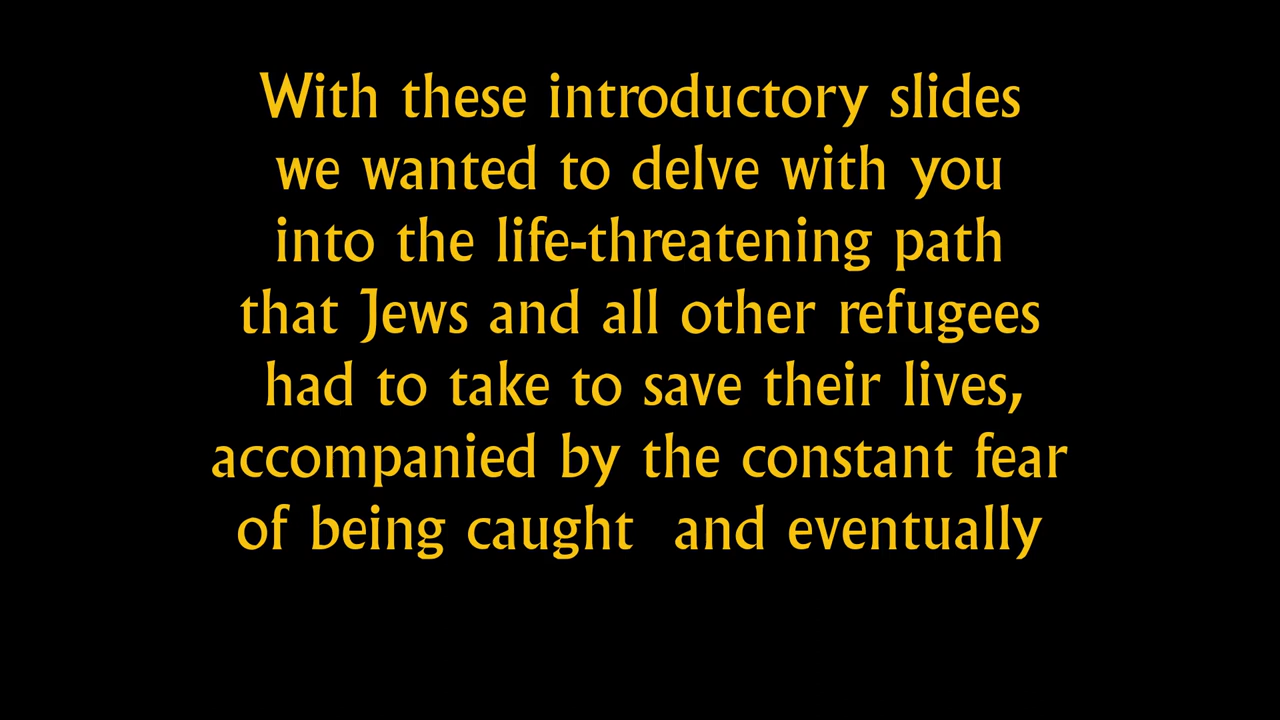 With these introductory slides
we wanted to delve with you
into the life-threatening path
that Jews and all other refugees
had to take to save their lives,
accompanied by the constant fear
of being caught  and eventually